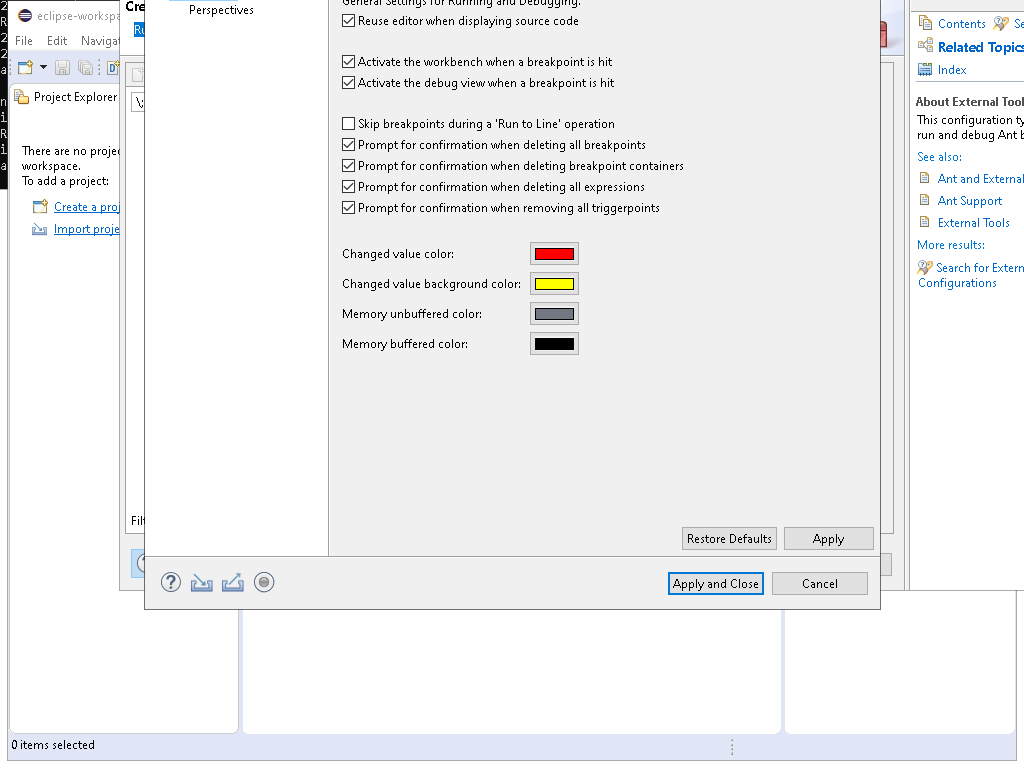 eclipse-workspa
File Edit Navigat
Project Explorer
There are no projec
workspace.
To add a project:
Create a proj
Import proje
0 items selected
Cre
Ru
Filt
Perspectives
General Settings for Running and Debugging.
Reuse editor when displaying source code
Activate the workbench when a breakpoint is hit
Activate the debug view when a breakpoint is hit
Skip breakpoints during a 'Run to Line' operation
Prompt for confirmation when deleting all breakpoints
Prompt for confirmation when deleting breakpoint containers
Prompt for confirmation when deleting all expressions
Prompt for confirmation when removing all triggerpoints
Changed value color:
Changed value background color:
Memory unbuffered color:
Memory buffered color:
Restore Defaults Apply
Apply and Close Cancel
Contents Se
Related Topics
Index
About External Tool
This configuration ty
run and debug Ant b
See also:
Ant and External
Ant Support
External Tools
More results:
Search for Extern
Configurations